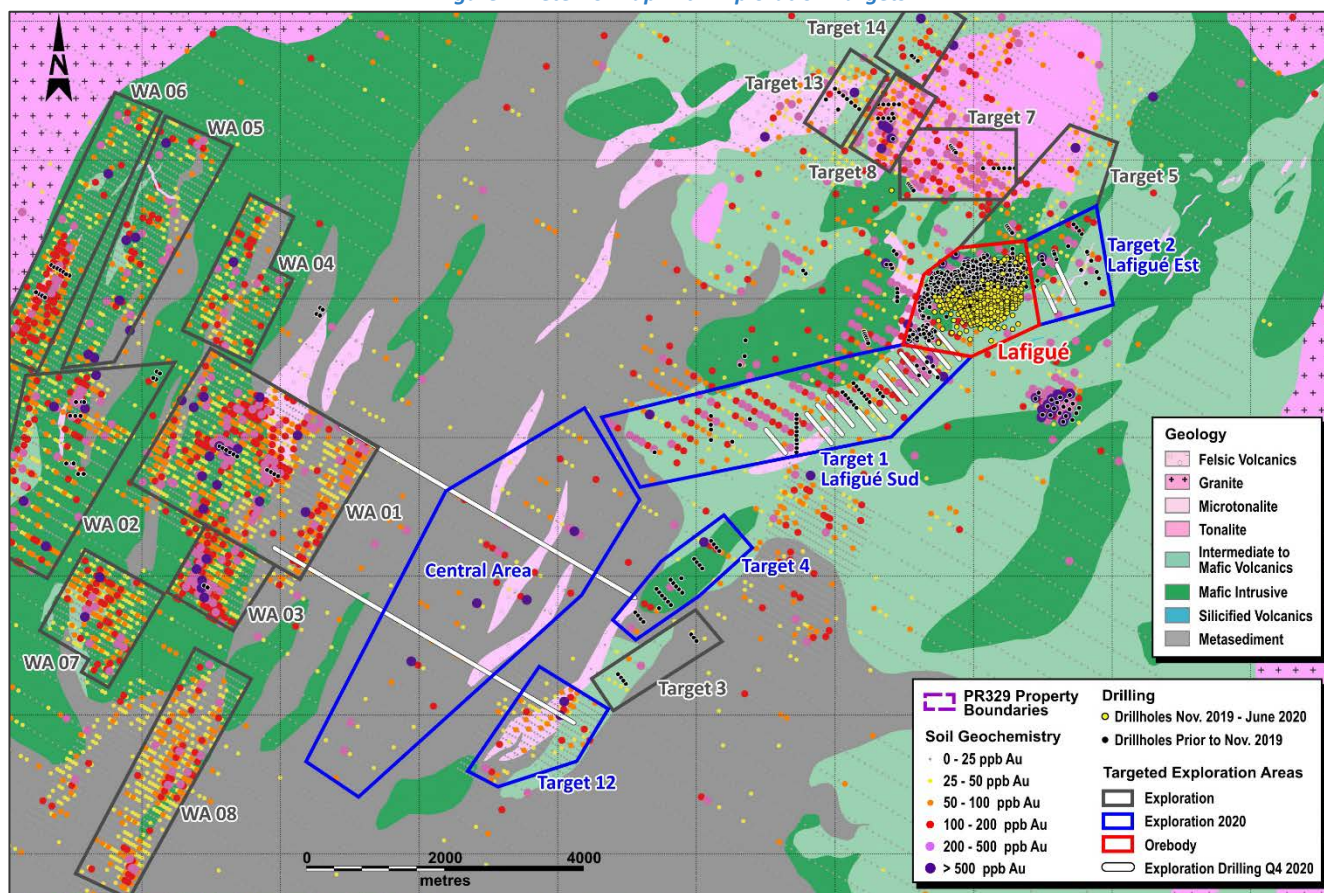 N
Target 14
WA 06
Target 13
WA 05
Target 7
Target 8
Target 5
WA 04
Target 2
Lafigué Est
Lafigué
Target 1
Lafigué Sud
WA 02
WA 01
Central Area
Target 4
WA 03
WA 07
Target 3
Target 12
WA 08
0 2000 4000
metres
Geology
Felsic Volcanics
Granite
Microtonalite
Tonalite
Intermediate to
Mafic Volcanics
Mafic Intrusive
Silicified Volcanics
Metasediment
PR329 Property
Boundaries
Soil Geochemistry
0 - 25 ppb Au
25 - 50 ppb Au
50 - 100 ppb Au
100 - 200 ppb Au
200 - 500 ppb Au
> 500 ppb Au
Drilling
Drillholes Nov. 2019 - June 2020
Drillholes Prior to Nov. 2019
Targeted Exploration Areas
Exploration
Exploration 2020
Orebody
Exploration Drilling Q4 2020